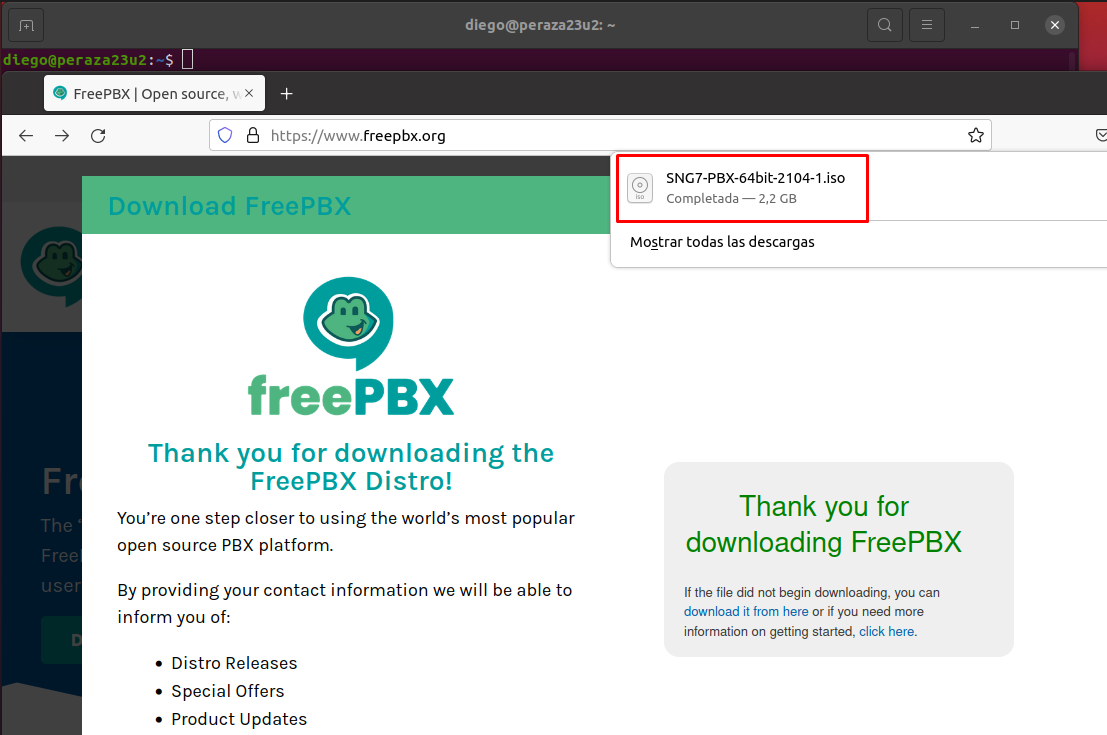 diego@peraza23u2: ~
diego@peraza23u2:~$
FreePBX | Open source, w
https://www.freepbx.org
SNG7-PBX-64bit-2104-1.iso
Completada — 2,2 GB
Mostrar todas las descargas
Download FreePBX
freePBX
Thank you for downloading the
FreePBX Distro!
You’re one step closer to using the world’s most popular
open source PBX platform.
By providing your contact information we will be able to
inform you of:
• Distro Releases
• Special Offers
• Product Updates
Thank you for
downloading FreePBX
If the file did not begin downloading, you can
download it from here or if you need more
information on getting started, click here.
Fre
The "
Free
user
D
iso